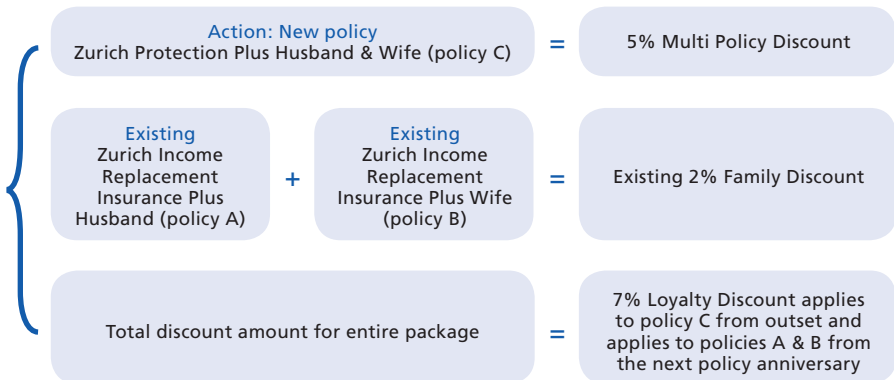 Action: New policy
Zurich Protection Plus Husband & Wife (policy C)
=
5% Multi Policy Discount
Existing
Zurich Income
Replacement
Insurance Plus
Husband (policy A)
+
Existing
Zurich Income
Replacement
Insurance Plus Wife
(policy B)
=
Existing 2% Family Discount
Total discount amount for entire package
=
7% Loyalty Discount applies
to policy C from outset and
applies to policies A & B from
the next policy anniversary